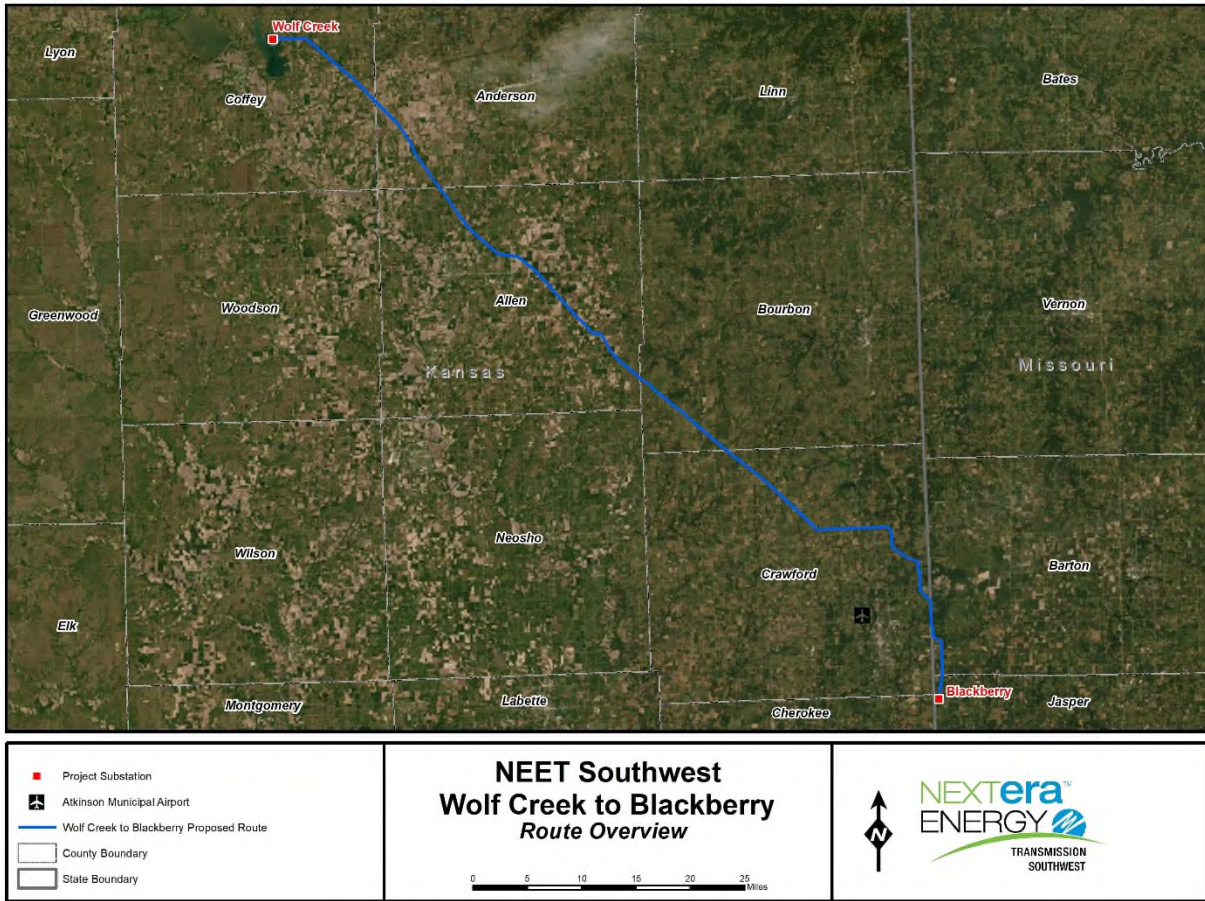 Wolf Creek
Lyon
Coffey
Anderson
Linn
Bates
Greenwood
Woodson
Allen
Bourbon
Vernon
Kansas
Missouri
Wilson
Neosho
Crawford
Barton
Elk
Montgomery
Labette
Cherokee
Blackberry
Jasper
Project Substation
Atkinson Municipal Airport
Wolf Creek to Blackberry Proposed Route
County Boundary
State Boundary
NEET Southwest
Wolf Creek to Blackberry
Route Overview
0 5 10 15 20 25
Miles
N
NEXTera™
ENERGY
TRANSMISSION
SOUTHWEST